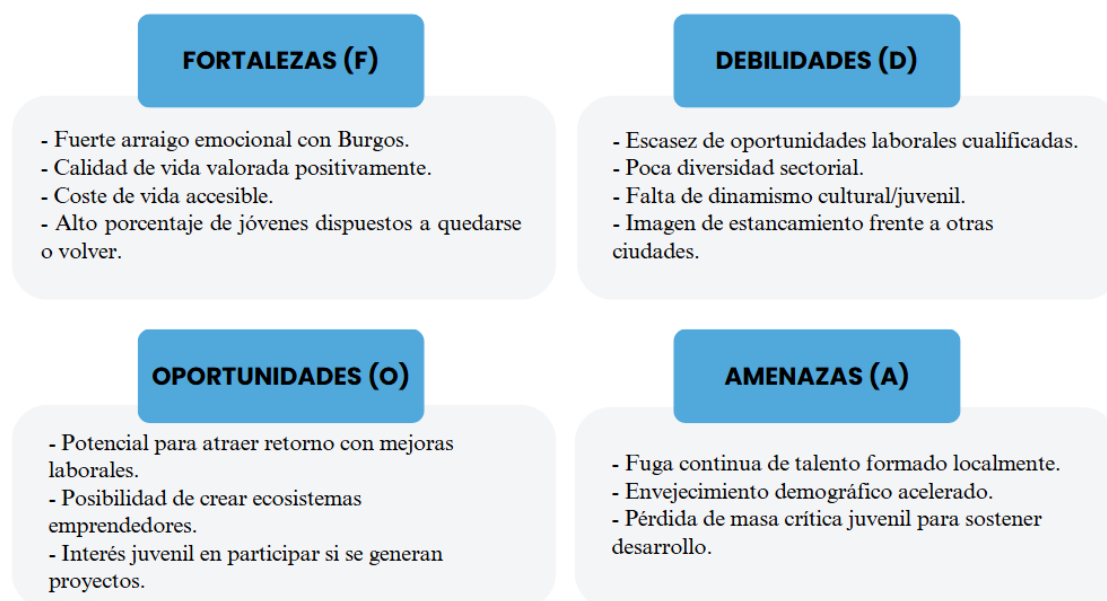 FORTALEZAS (F)
- Fuerte arraigo emocional con Burgos.
- Calidad de vida valorada positivamente.
- Coste de vida accesible.
- Alto porcentaje de jóvenes dispuestos a quedarse
o volver.
DEBILIDADES (D)
- Escasez de oportunidades laborales cualificadas.
- Poca diversidad sectorial.
- Falta de dinamismo cultural/juvenil.
- Imagen de estancamiento frente a otras
ciudades.
OPORTUNIDADES (O)
- Potencial para atraer retorno con mejoras
laborales.
- Posibilidad de crear ecosistemas
emprendedores.
- Interés juvenil en participar si se generan
proyectos.
AMENAZAS (A)
- Fuga continua de talento formado localmente.
- Envejecimiento demográfico acelerado.
- Pérdida de masa crítica juvenil para sostener
desarrollo.